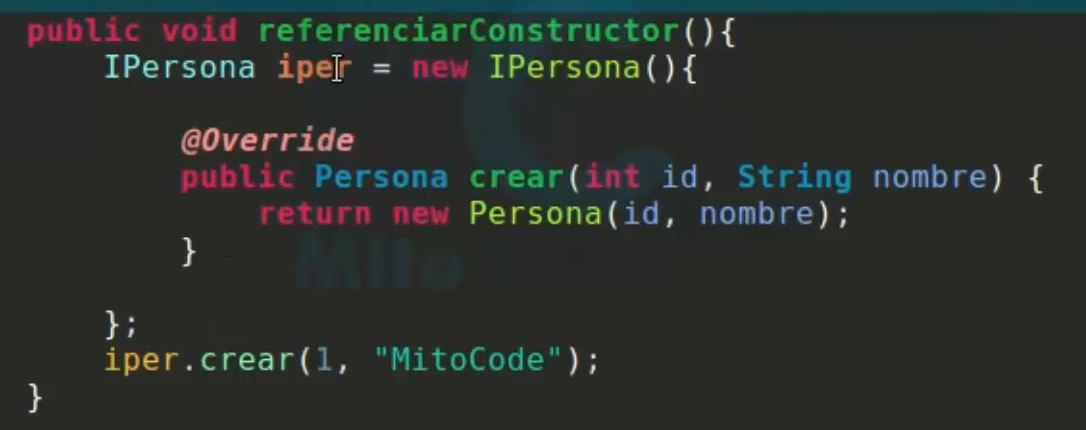 public void referenciarConstructor(){
    IPersona iper = new IPersona(){
        @Override
        public Persona crear(int id, String nombre) {
            return new Persona(id, nombre);
        }
    };
    iper.crear(1, "MitoCode");
}
Mito